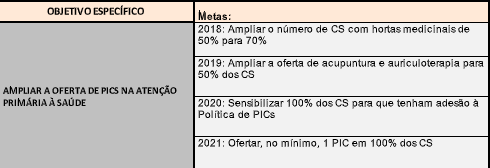 OBJETIVO ESPECÍFICO
Metas:
AMPLIAR A OFERTA DE PICS NA ATENÇÃO
PRIMÁRIA À SAÚDE
2018: Ampliar o número de CS com hortas medicinais de
50% para 70%
2019: Ampliar a oferta de acupuntura e auriculoterapia para
50% dos CS
2020: Sensibilizar 100% dos CS para que tenham adesão à
Política de PICs
2021: Ofertar, no mínimo, 1 PIC em 100% dos CS